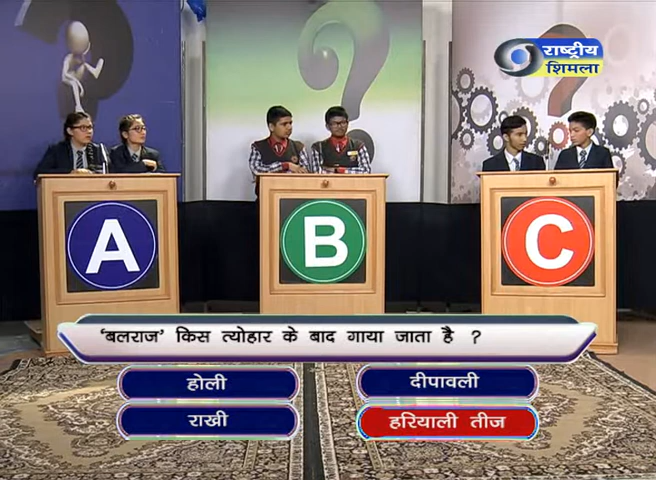 राष्ट्रीय
शिमला
A
B
C
'बलराज' किस त्योहार के बाद गाया जाता है ?
होली
दीपावली
राखी
हरियाली तीज